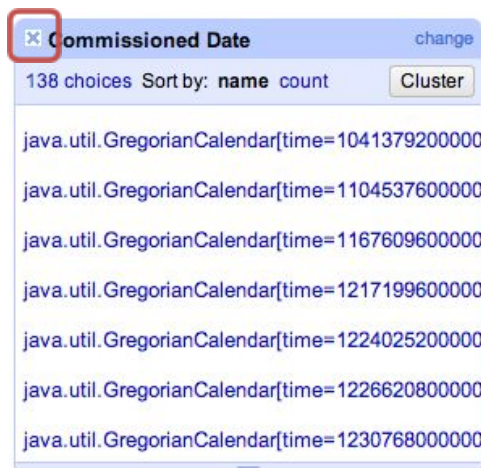 Commissioned Date change
138 choices Sort by: name count Cluster
java.util.GregorianCalendar[time=1041379200000
java.util.GregorianCalendar[time=1104537600000
java.util.GregorianCalendar[time=1167609600000
java.util.GregorianCalendar[time=1217199600000
java.util.GregorianCalendar[time=1224025200000
java.util.GregorianCalendar[time=1226620800000
java.util.GregorianCalendar[time=1230768000000